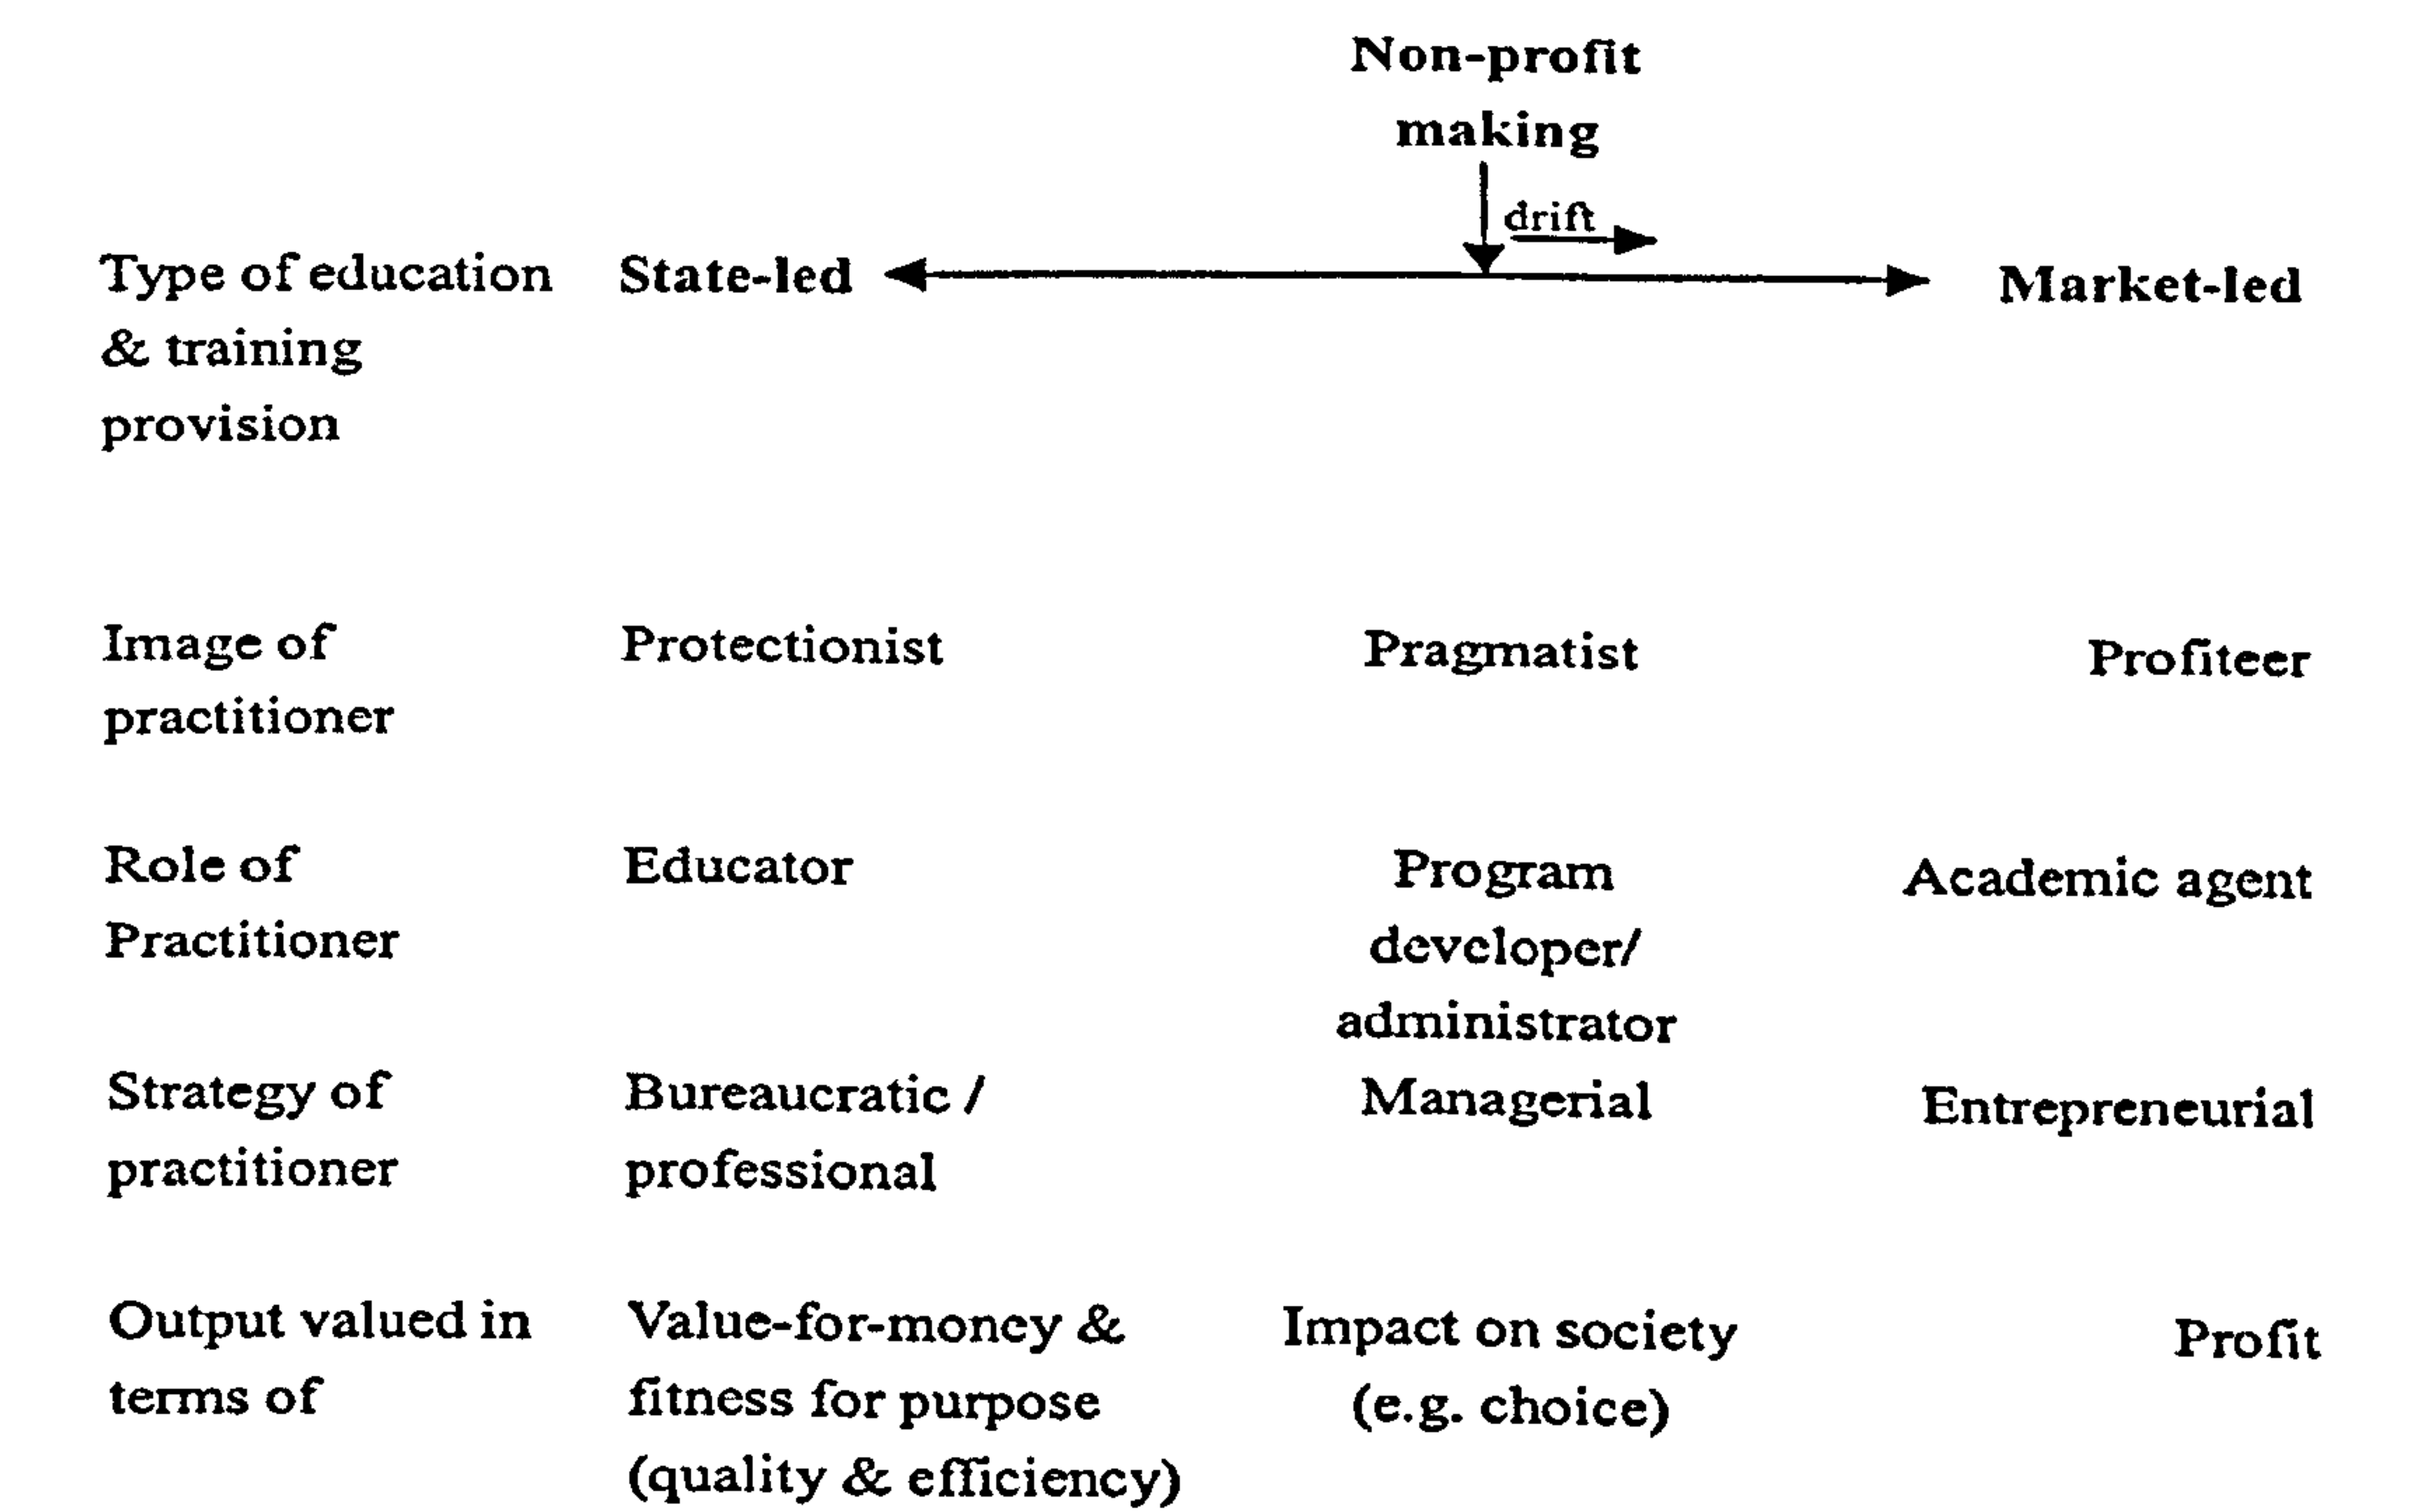 Non-profit
making
drift
Type of education State-led Market-led
& training
provision
Image of Protectionist Pragmatist Profiteer
practitioner
Role of Educator Program Academic agent
Practitioner developer/
administrator
Strategy of Bureaucratic / Managerial Entrepreneurial
practitioner professional
Output valued in Value-for-money & Impact on society Profit
terms of fitness for purpose (e.g. choice)
(quality & efficiency)